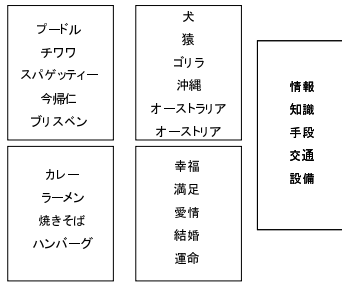 プードル
チワワ
スパゲッティー
今帰仁
ブリスベン
犬
猿
ゴリラ
沖縄
オーストラリア
オーストリア
情報
知識
手段
交通
設備
カレー
ラーメン
焼きそば
ハンバーグ
幸福
満足
愛情
結婚
運命